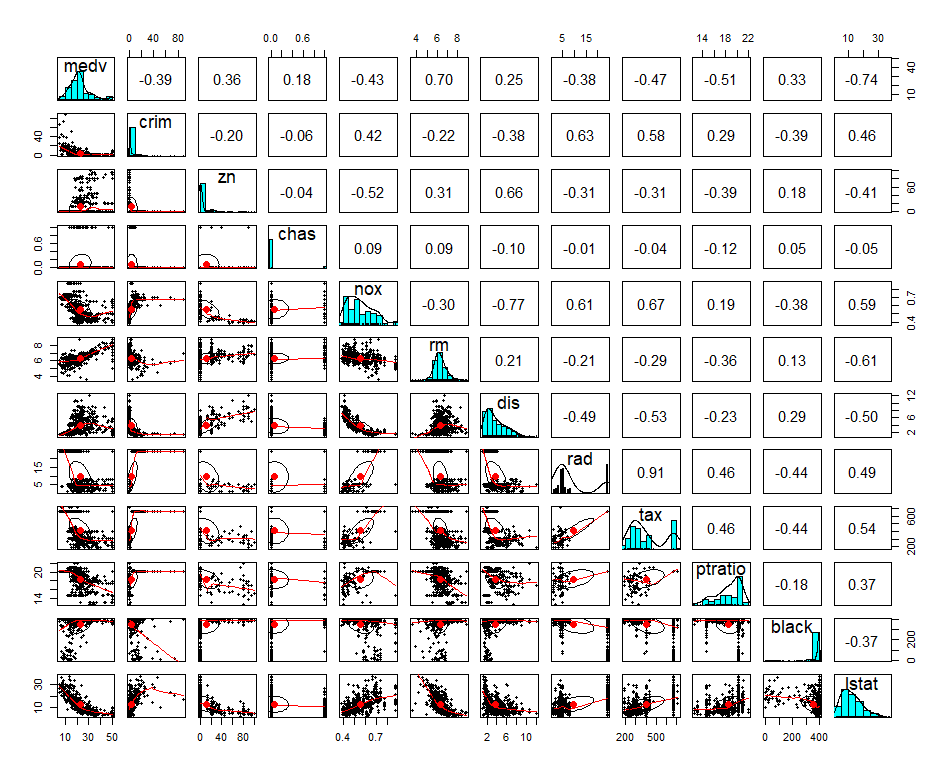 0 40 80 0.0 0.6 4 6 8 5 15 14 18 22 10 30
medv -0.39 0.36 0.18 -0.43 0.70 0.25 -0.38 -0.47 -0.51 0.33 -0.74 10 30 50
0 40 crim -0.20 -0.06 0.42 -0.22 -0.38 0.63 0.58 0.29 -0.39 0.46
zn -0.04 -0.52 0.31 0.66 -0.31 -0.31 -0.39 0.18 -0.41 0 60
0.0 0.6 chas 0.09 0.09 -0.10 -0.01 -0.04 -0.12 0.05 -0.05
nox -0.30 -0.77 0.61 0.67 0.19 -0.38 0.59 0.4 0.7
4 6 8 rm 0.21 -0.21 -0.29 -0.36 0.13 -0.61
dis -0.49 -0.53 -0.23 0.29 -0.50 2 6 12
5 15 rad 0.91 0.46 -0.44 0.49
tax 0.46 -0.44 0.54 200 600
14 20 ptratio -0.18 0.37
black -0.37 0 200
10 30 lstat
10 30 50 0 40 80 0.4 0.7 2 6 10 200 500 0 200 400